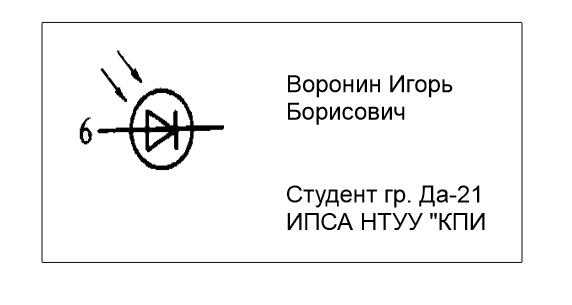 6
Воронин Игорь
Борисович
Студент гр. Да-21
ИПСА НТУУ "КПИ